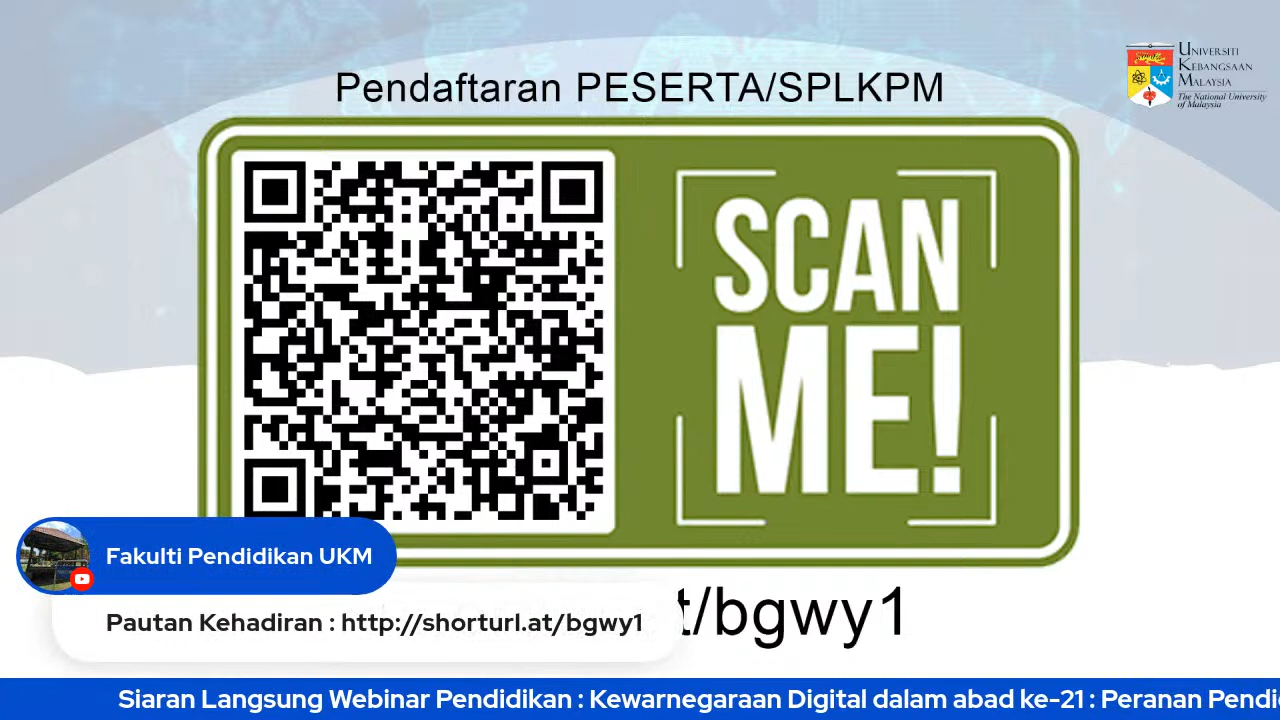 Pendaftaran PESERTA/SPLKPM
UNIVERSITI
KEBANGSAAN
MALAYSIA
The National University
of Malaysia
SCAN
ME!
Fakulti Pendidikan UKM
Pautan Kehadiran : http://shorturl.at/bgwy1
t/bgwy1
Siaran Langsung Webinar Pendidikan : Kewarnegaraan Digital dalam abad ke-21 : Peranan Pendi